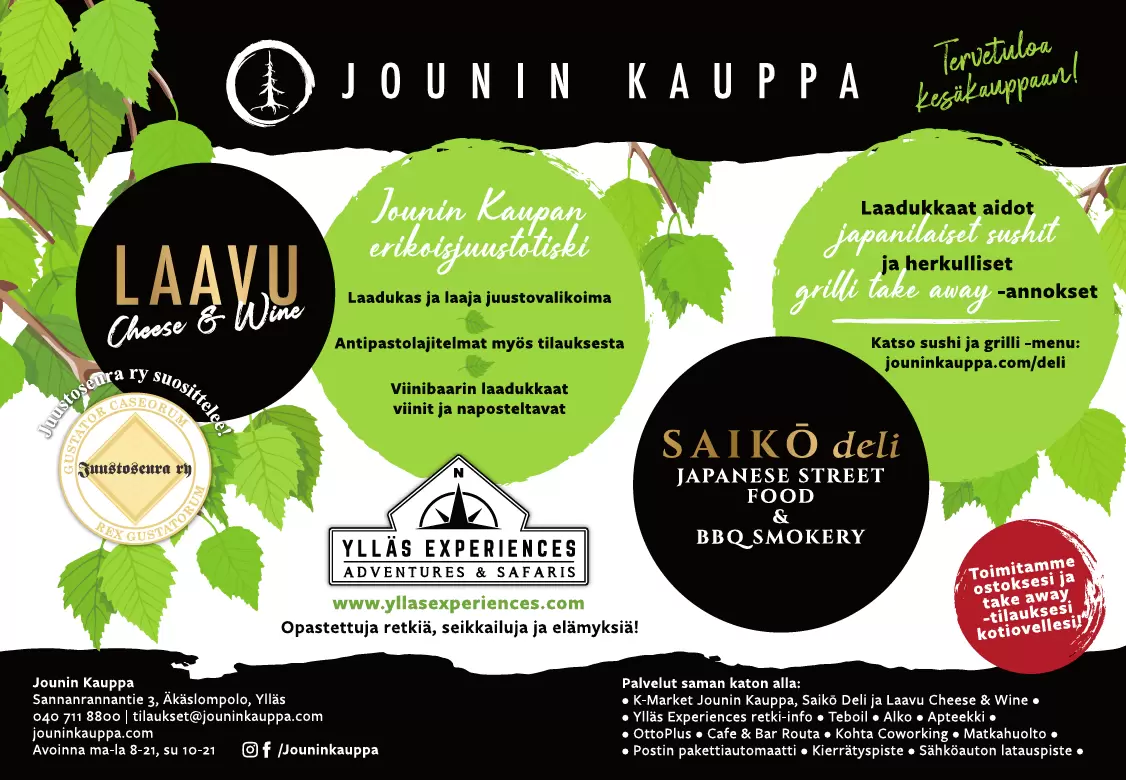 JOUNIN KAUPPA
Tervetuloa
kesäkauppaan!
LAAVU
Cheese & Wine
Juustoseura ry suosittelee!
GUSTATOR CASEORUM
Juustoseura ry
REX GUSTATORUM
Jounin Kaupan
erikoisjuustotiski
Laadukas ja laaja juustovalikoima
Antipastolajitelmat myös tilauksesta
Viinibaarin laadukkaat
viinit ja naposteltavat
Laadukkaat aidot
japanilaiset sushit
ja herkulliset
grilli take away -annokset
Katso sushi ja grilli –menu:
jouninkauppa.com/deli
SAIKŌ deli
JAPANESE STREET
FOOD
&
BBQ SMOKERY
N
YLLÄS EXPERIENCES
ADVENTURES & SAFARIS
www.yllasexperiences.com
Opastettuja retkiä, seikkailuja ja elämyksiä!
Toimitamme
ostoksesi ja
take away
-tilauksesi
kotiovellesi!
Jounin Kauppa
Sannanrannantie 3, Äkäslompolo, Ylläs
040 711 8800 | tilaukset@jouninkauppa.com
jouninkauppa.com
Avoinna ma-la 8-21, su 10-21
/Jouninkauppa
Palvelut saman katon alla:
• K-Market Jounin Kauppa, Saikō Deli ja Laavu Cheese & Wine •
• Ylläs Experiences retki-info • Teboil • Alko • Apteekki •
• OttoPlus • Cafe & Bar Routa • Kohta Coworking • Matkahuolto •
• Postin pakettiautomaatti • Kierrätyspiste • Sähköauton latauspiste •